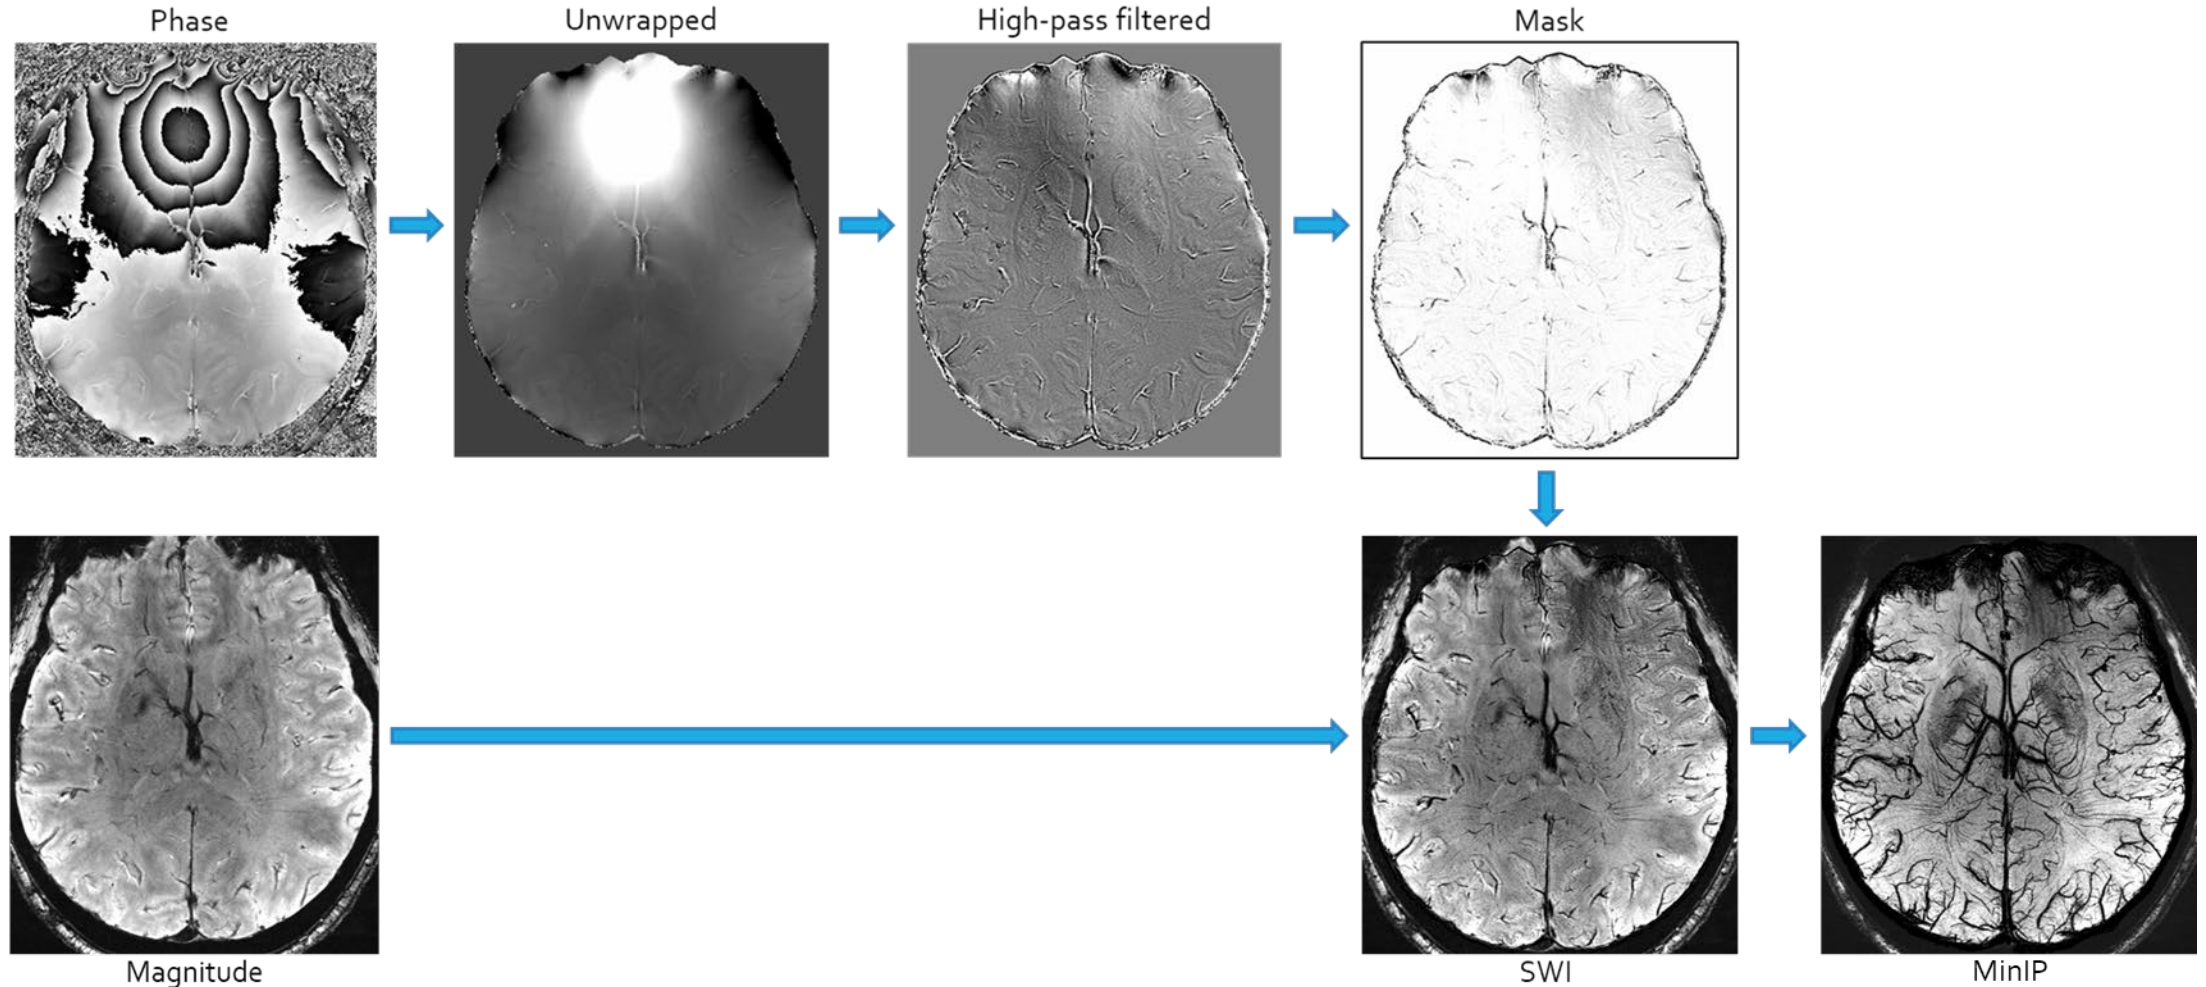 Phase
Unwrapped
High-pass filtered
Mask
Magnitude
SWI
MinIP